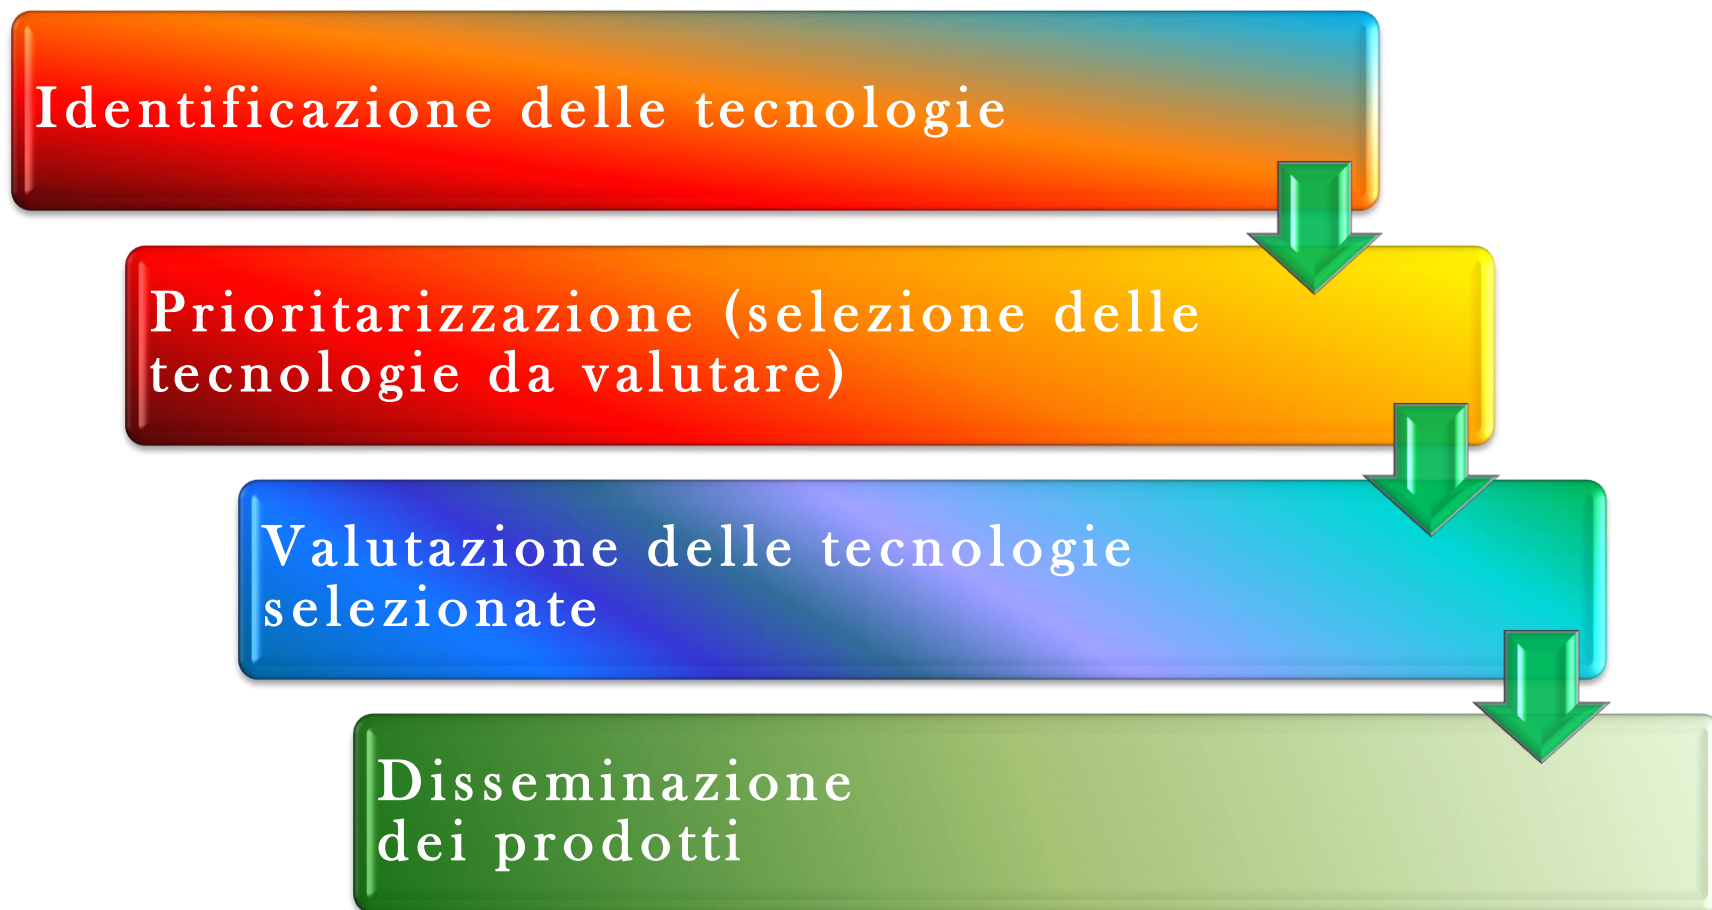 Identificazione delle tecnologie
Prioritarizzazione (selezione delle
tecnologie da valutare)
Valutazione delle tecnologie
selezionate
Disseminazione
dei prodotti